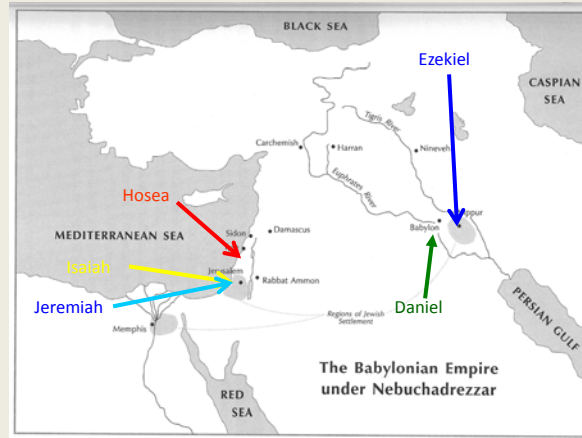 BLACK SEA
Ezekiel
CASPIAN
SEA
Tigris River
Carchemish
Harran
Nineveh
Euphrates River
Hosea
Sidon
Damascus
MEDITERRANEAN SEA
Babylon
ippur
Isaiah
Jerusalem
Rabbat Ammon
Jeremiah
Daniel
Regions of Jewish
Settlement
Memphis
PERSIAN GULF
The Babylonian Empire
under Nebuchadrezzar
RED
SEA